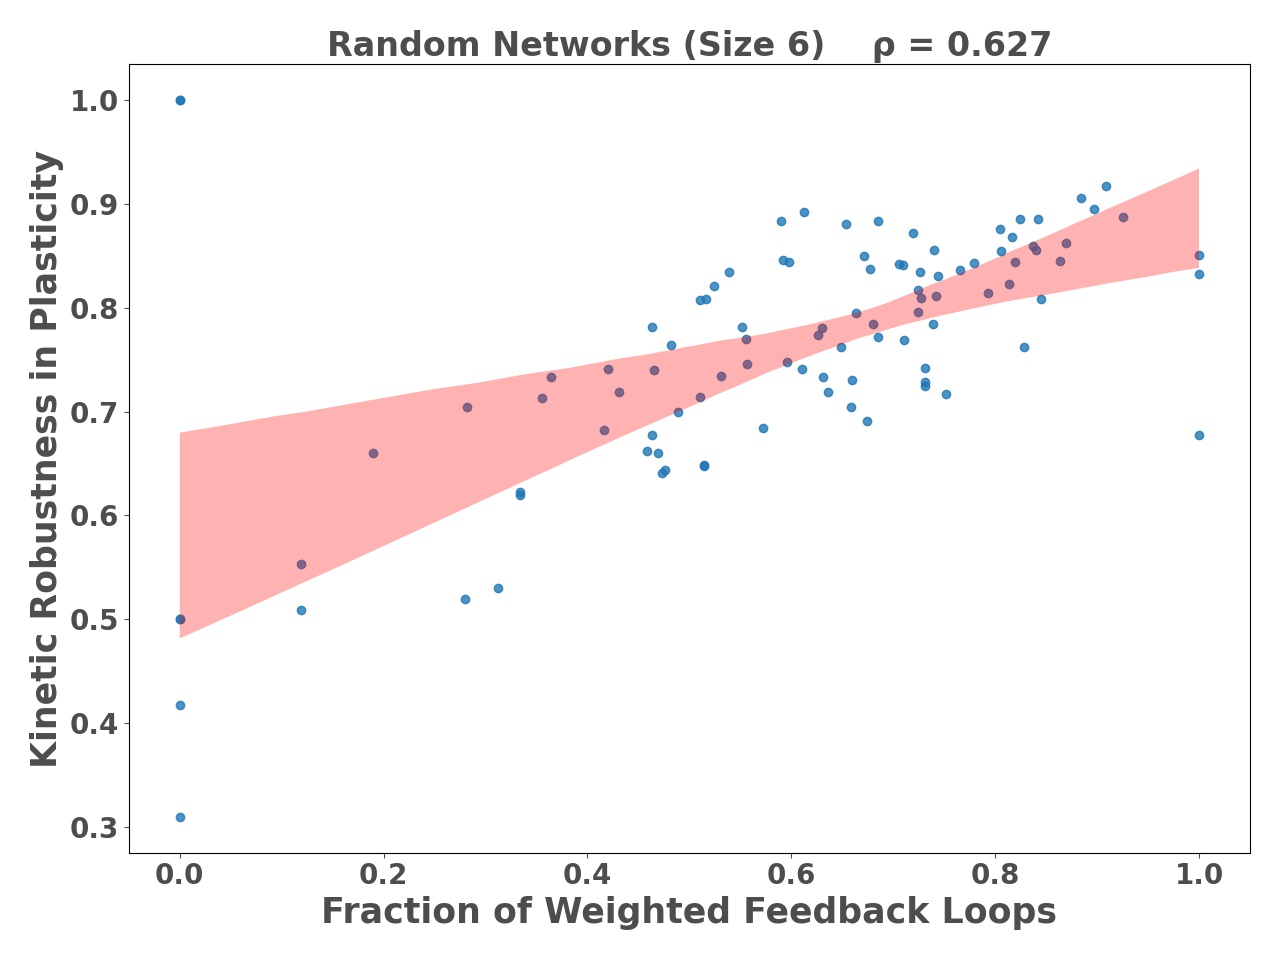 Random Networks (Size 6)    ρ = 0.627
Kinetic Robustness in Plasticity
1.0
0.9
0.8
0.7
0.6
0.5
0.4
0.3
0.0 0.2 0.4 0.6 0.8 1.0
Fraction of Weighted Feedback Loops